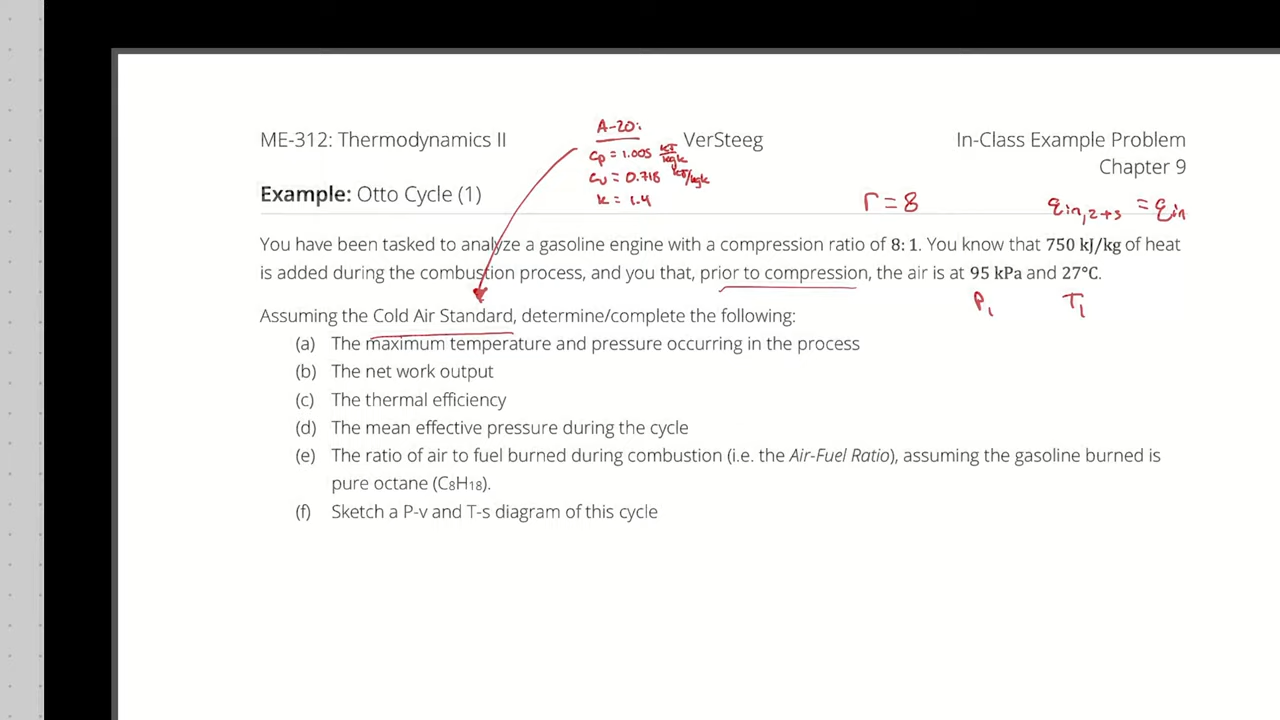 A-20:
ME-312: Thermodynamics II VerSteeg In-Class Example Problem
cp = 1.005 kJ/kgK
Chapter 9
cv = 0.718 kJ/kgK
Example: Otto Cycle (1)
k = 1.4
r = 8
qin,2→3 = qin
You have been tasked to analyze a gasoline engine with a compression ratio of 8: 1. You know that 750 kJ/kg of heat
is added during the combustion process, and you that, prior to compression, the air is at 95 kPa and 27°C.
P1 T1
Assuming the Cold Air Standard, determine/complete the following:
(a) The maximum temperature and pressure occurring in the process
(b) The net work output
(c) The thermal efficiency
(d) The mean effective pressure during the cycle
(e) The ratio of air to fuel burned during combustion (i.e. the Air-Fuel Ratio), assuming the gasoline burned is
pure octane (C8H18).
(f) Sketch a P-v and T-s diagram of this cycle